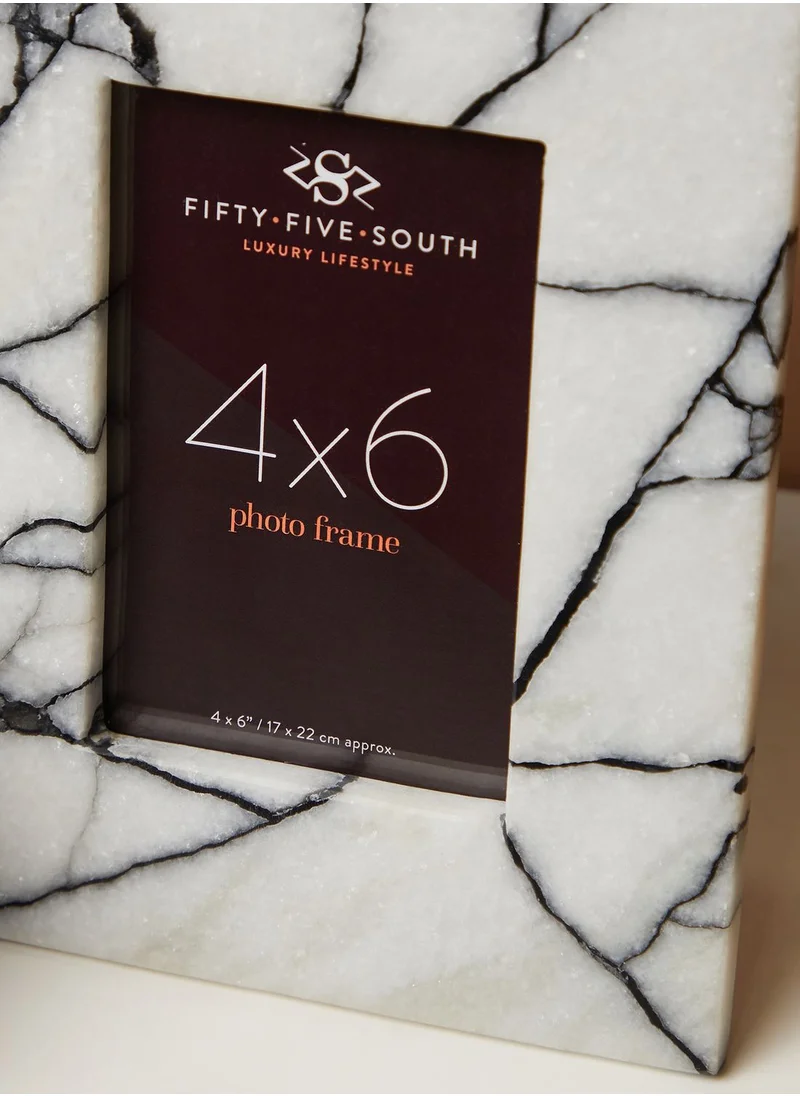 FIFTY•FIVE•SOUTH
LUXURY LIFESTYLE
4x6
photo frame
4 x 6" / 17 x 22 cm approx.